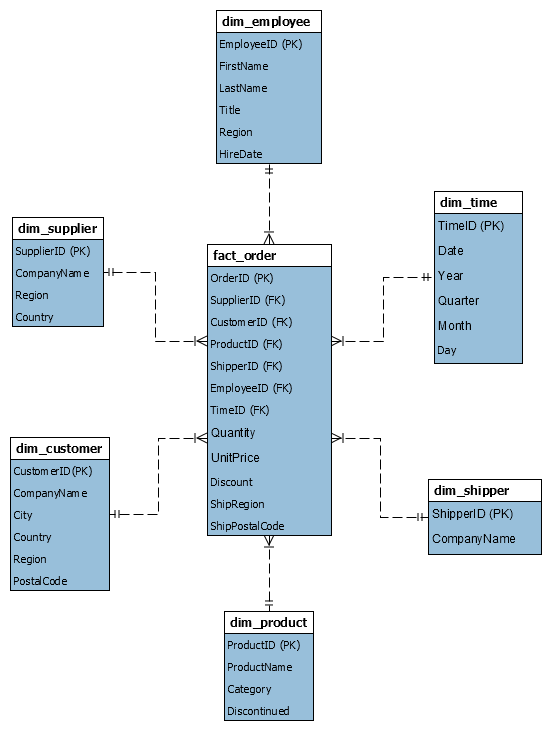 dim_employee
EmployeeID (PK)
FirstName
LastName
Title
Region
HireDate
dim_supplier
SupplierID (PK)
CompanyName
Region
Country
dim_time
TimeID (PK)
Date
Year
Quarter
Month
Day
fact_order
OrderID (PK)
SupplierID (FK)
CustomerID (FK)
ProductID (FK)
ShipperID (FK)
EmployeeID (FK)
TimeID (FK)
Quantity
UnitPrice
Discount
ShipRegion
ShipPostalCode
dim_customer
CustomerID(PK)
CompanyName
City
Country
Region
PostalCode
dim_shipper
ShipperID (PK)
CompanyName
dim_product
ProductID (PK)
ProductName
Category
Discontinued